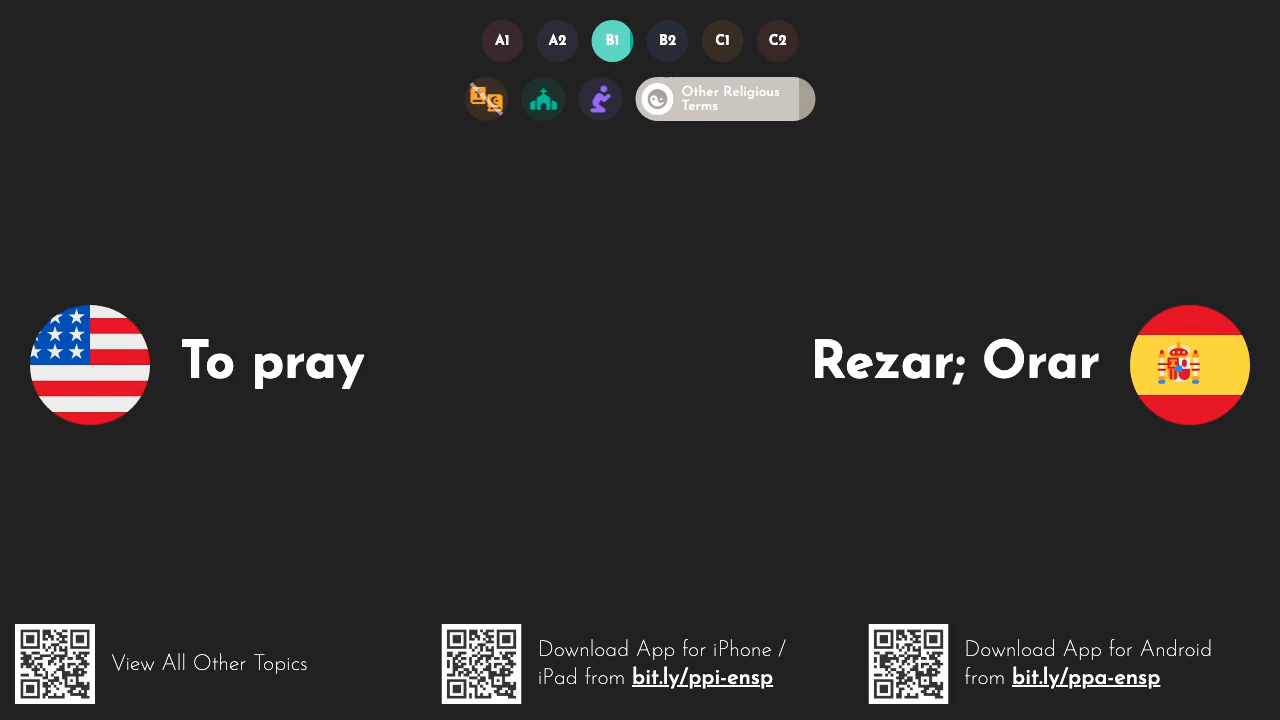 A1 A2 B1 B2 C1 C2
Other Religious
Terms
To pray
Rezar; Orar
View All Other Topics
Download App for iPhone /
iPad from bit.ly/ppi-ensp
Download App for Android
from bit.ly/ppa-ensp